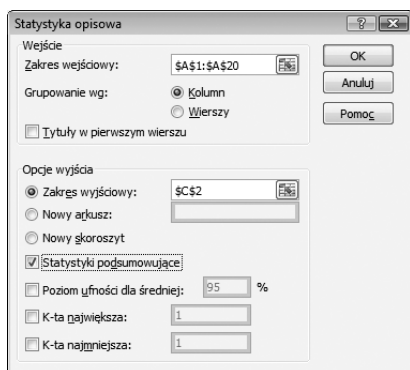 Statystyka opisowa
Wejście
Zakres wejściowy: $A$1:$A$20
Grupowanie wg: Kolumn
Wierszy
Tytuły w pierwszym wierszu
OK
Anuluj
Pomoc
Opcje wyjścia
Zakres wyjściowy: $C$2
Nowy arkusz:
Nowy skoroszyt
Statystyki podsumowujące
Poziom ufności dla średniej: 95 %
K-ta największa: 1
K-ta najmniejsza: 1